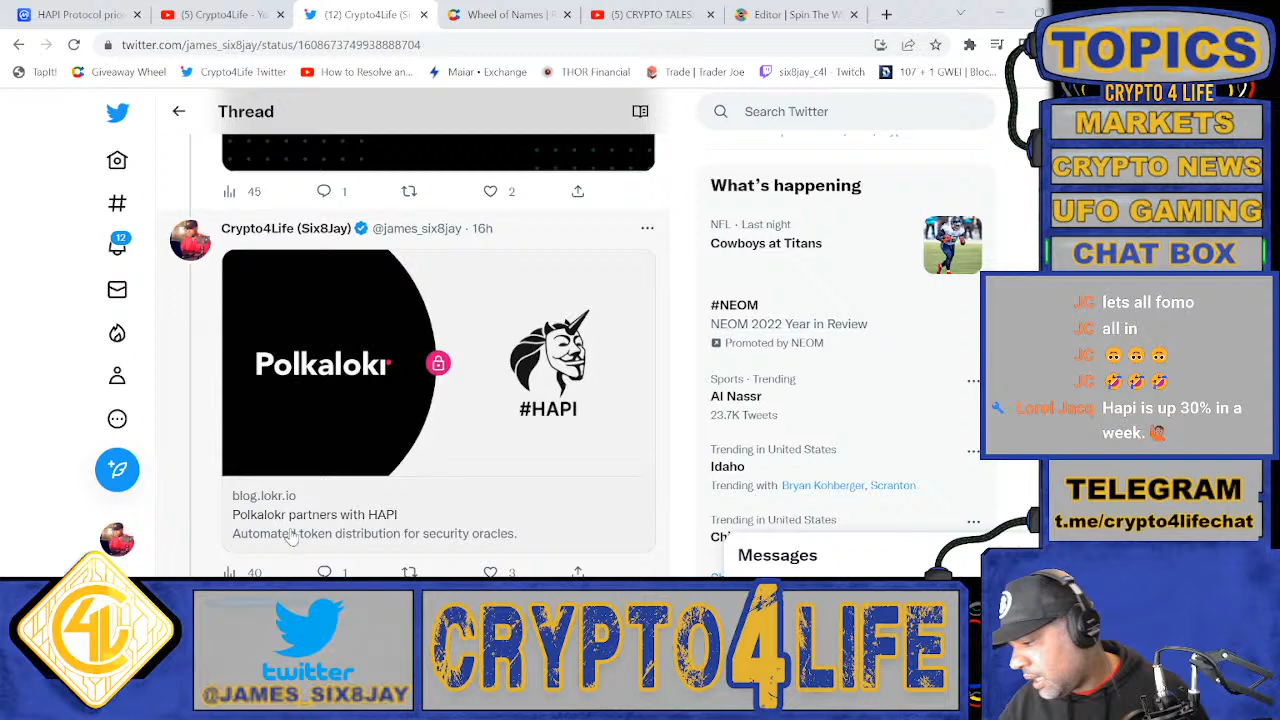 HAPI Protocol pric
(5) Crypto4Life - Yo
(12) Crypto4Life (Si
Wheel of Names | R
(5) CRYPTO TALES:
Editor | Spin The W
twitter.com/james_six8jay/status/1608673749938888704
TapIt!
Giveaway Wheel
Crypto4Life Twitter
How to Resolve an...
Maiar • Exchange
THOR Financial
Trade | Trader Joe
six8jay_c4l - Twitch
107 + 1 GWEI | Bloc...
Thread
45
1
2
12
Crypto4Life (Six8Jay) @james_six8jay · 16h
Polkalokr
#HAPI
blog.lokr.io
Polkalokr partners with HAPI
Automated token distribution for security oracles.
40
1
3
Search Twitter
What's happening
NFL · Last night
Cowboys at Titans
#NEOM
NEOM 2022 Year in Review
Promoted by NEOM
Sports · Trending
Al Nassr
23.7K Tweets
Trending in United States
Idaho
Trending with Bryan Kohberger, Scranton
Trending in United States
Messages
TOPICS
CRYPTO 4 LIFE
MARKETS
CRYPTO NEWS
UFO GAMING
CHAT BOX
JC lets all fomo
JC all in
JC 🙃🙃🙃
JC 🤣🤣🤣
Lorol Jasq Hapi is up 30% in a
week.
TELEGRAM
t.me/crypto4lifechat
C4L
twitter
@JAMES_SIX8JAY
CRYPTO4LIFE